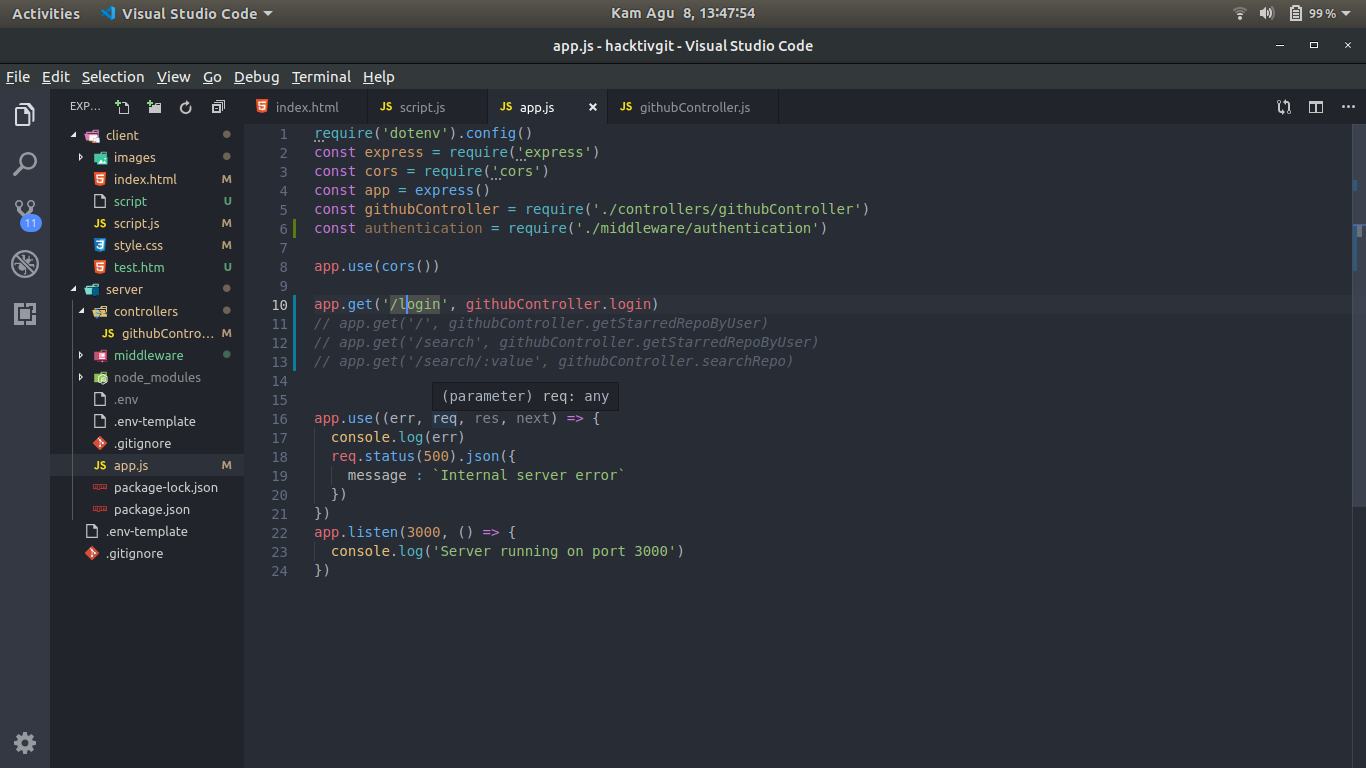 Activities Visual Studio Code Kam Agu 8, 13:47:54 99%
app.js - hacktivgit - Visual Studio Code
File Edit Selection View Go Debug Terminal Help
EXP... index.html JS script.js JS app.js JS githubController.js
client
images
index.html M
script U
JS script.js M
style.css M
test.htm U
server
controllers
JS githubContro... M
middleware
node_modules
.env
.env-template
.gitignore
JS app.js M
package-lock.json
package.json
.env-template
.gitignore
11
1 require('dotenv').config()
2 const express = require('express')
3 const cors = require('cors')
4 const app = express()
5 const githubController = require('./controllers/githubController')
6 const authentication = require('./middleware/authentication')
7
8 app.use(cors())
9
10 app.get('/login', githubController.login)
11 // app.get('/', githubController.getStarredRepoByUser)
12 // app.get('/search', githubController.getStarredRepoByUser)
13 // app.get('/search/:value', githubController.searchRepo)
14
15
(parameter) req: any
16 app.use((err, req, res, next) => {
17 console.log(err)
18 req.status(500).json({
19 message : `Internal server error`
20 })
21 })
22 app.listen(3000, () => {
23 console.log('Server running on port 3000')
24 })